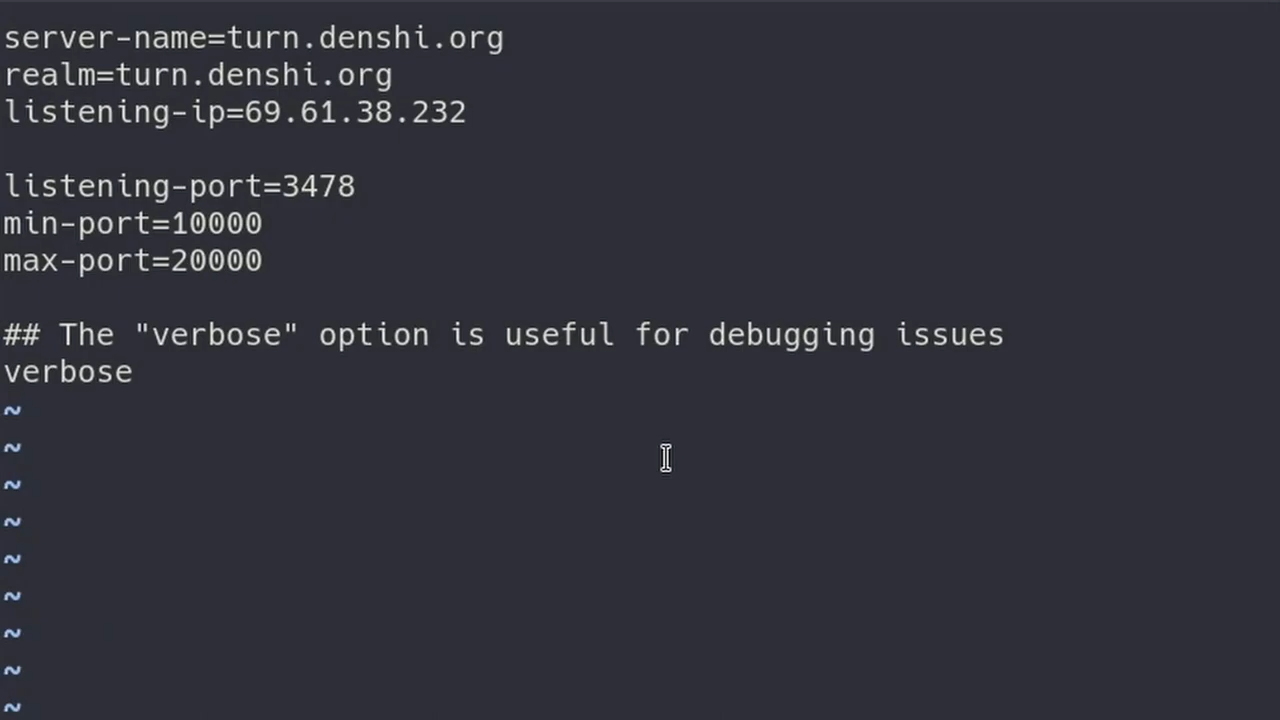 server-name=turn.denshi.org
realm=turn.denshi.org
listening-ip=69.61.38.232
listening-port=3478
min-port=10000
max-port=20000
## The "verbose" option is useful for debugging issues
verbose
~
~
~
~
~
~
~
~
~